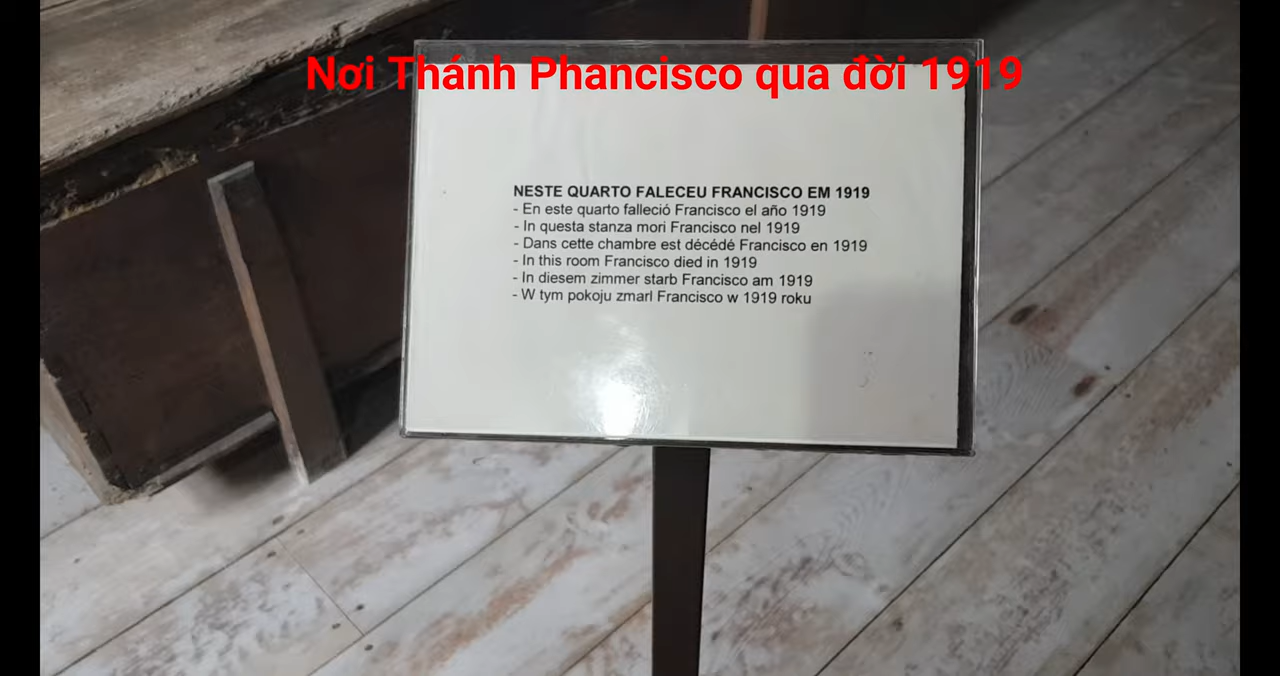 Nơi Thánh Phancisco qua đời 1919
NESTE QUARTO FALECEU FRANCISCO EM 1919
- En este quarto falleció Francisco el año 1919
- In questa stanza mori Francisco nel 1919
- Dans cette chambre est décédé Francisco en 1919
- In this room Francisco died in 1919
- In diesem zimmer starb Francisco am 1919
- W tym pokoju zmarl Francisco w 1919 roku